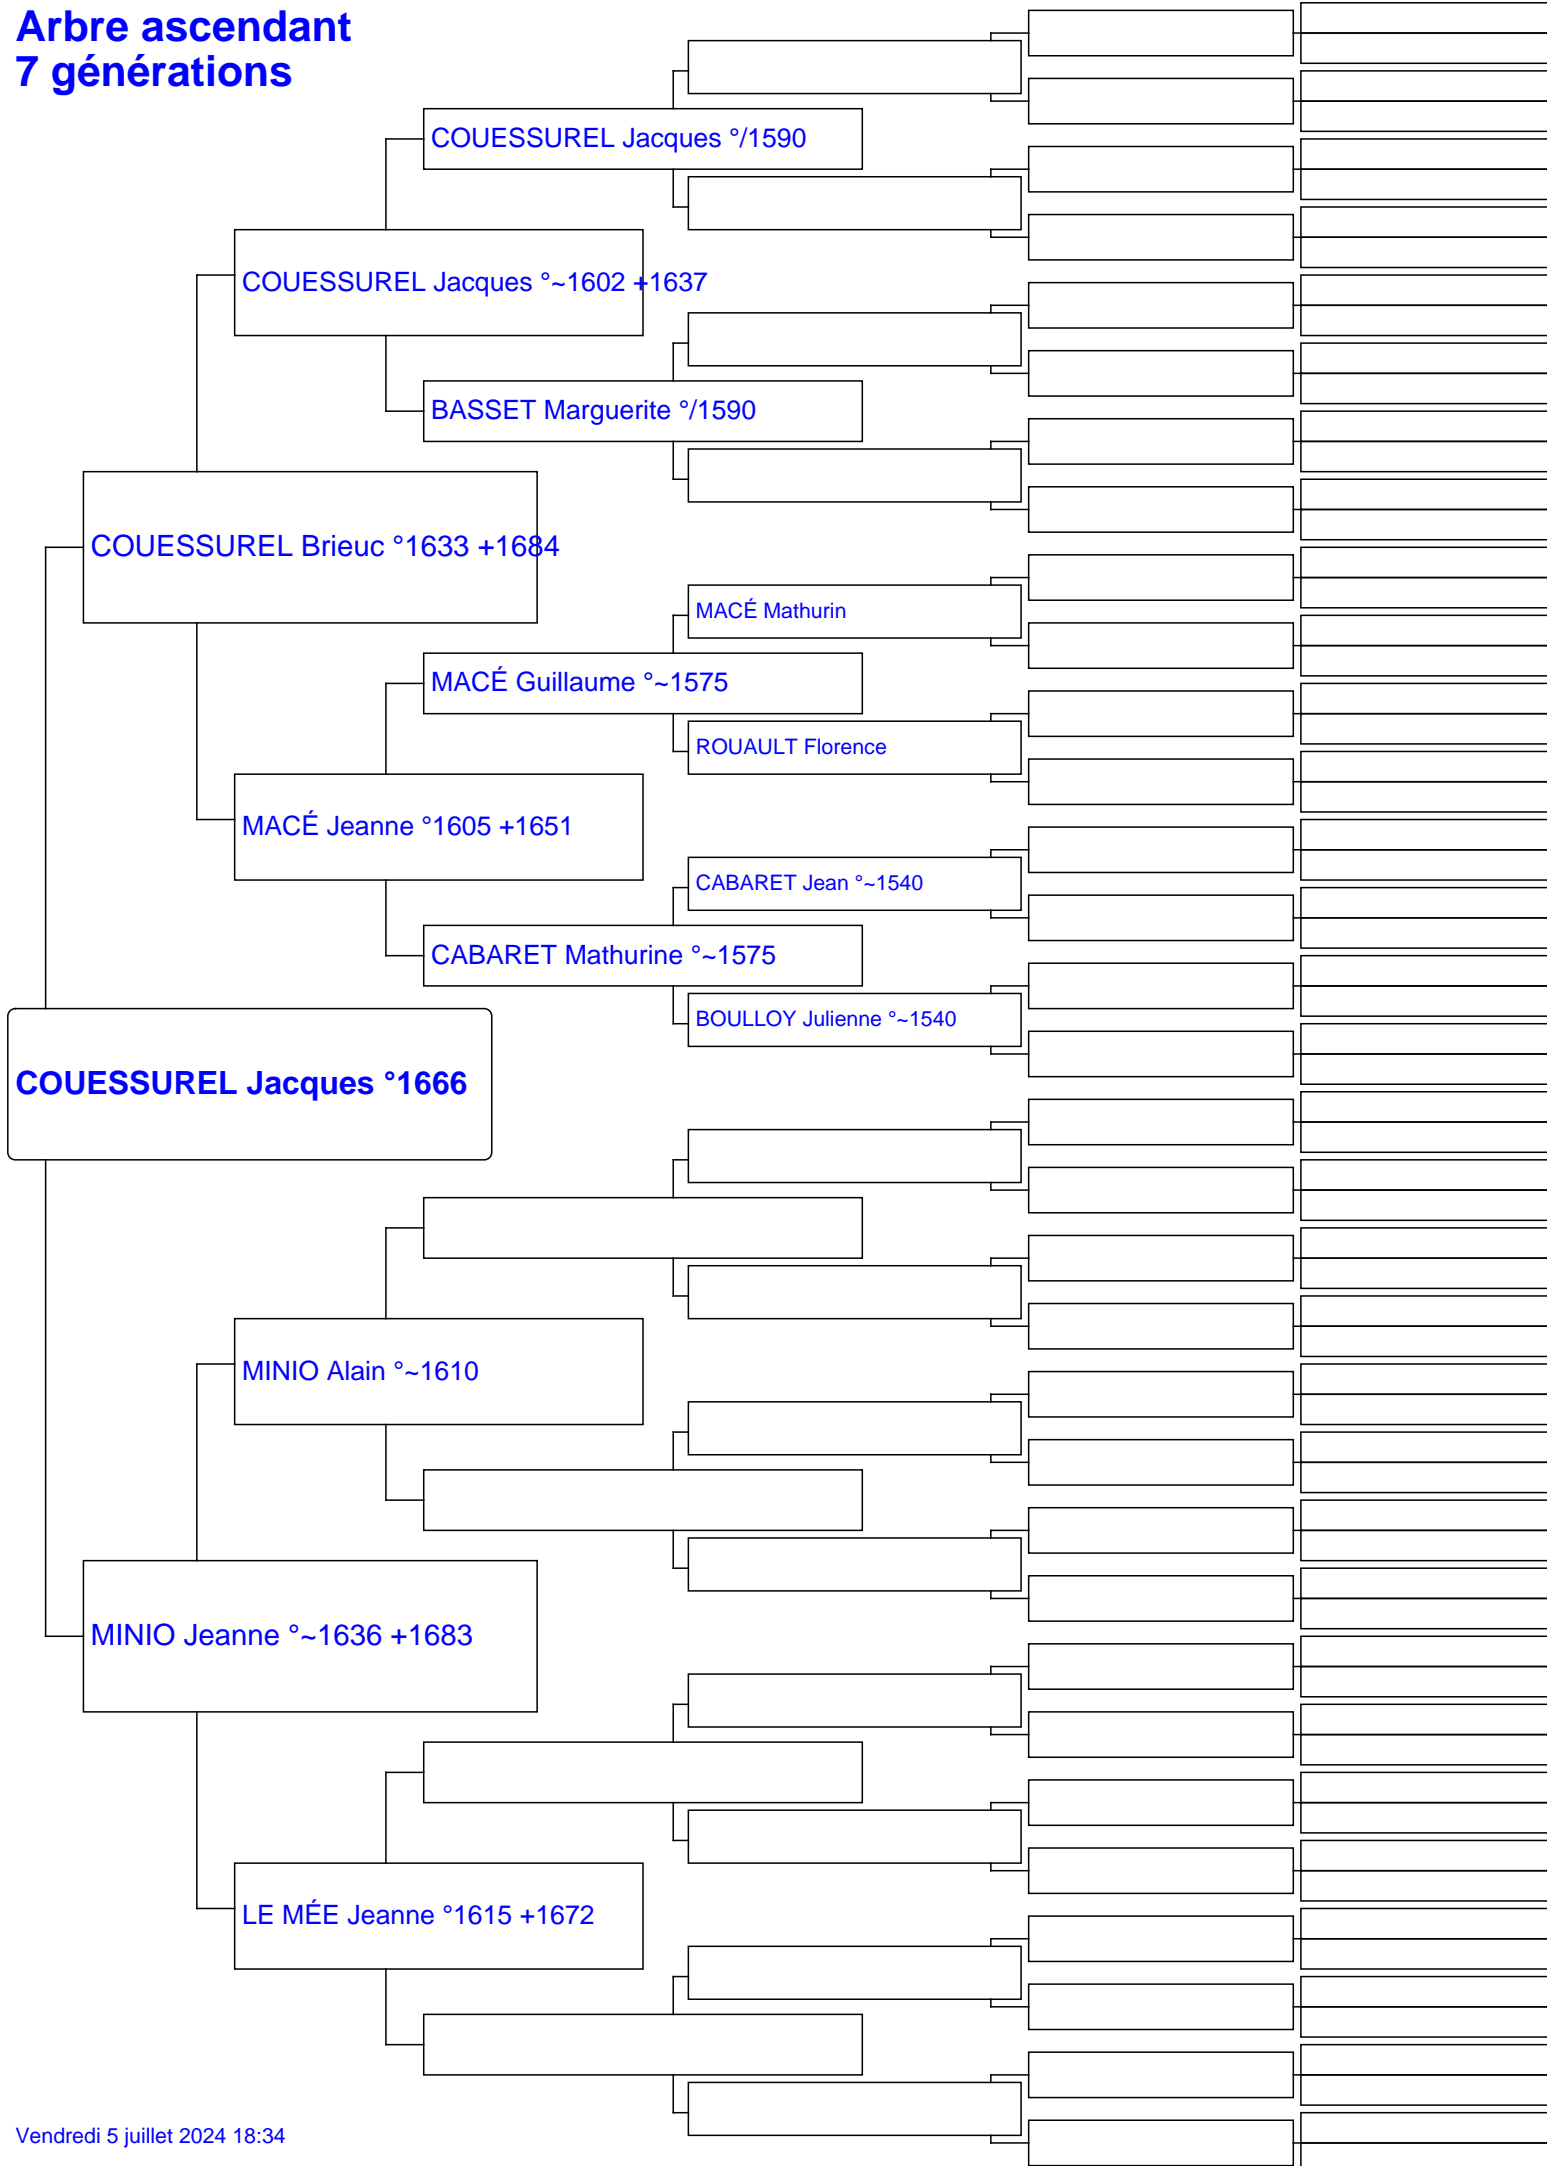 Arbre ascendant
7 générations
COUESSUREL Jacques °/1590
COUESSUREL Jacques °~1602 +1637
BASSET Marguerite °/1590
COUESSUREL Brieuc °1633 +1684
MACÉ Mathurin
MACÉ Guillaume °~1575
ROUAULT Florence
MACÉ Jeanne °1605 +1651
CABARET Jean °~1540
CABARET Mathurine °~1575
BOULLOY Julienne °~1540
COUESSUREL Jacques °1666
MINIO Alain °~1610
MINIO Jeanne °~1636 +1683
LE MÉE Jeanne °1615 +1672
Vendredi 5 juillet 2024 18:34